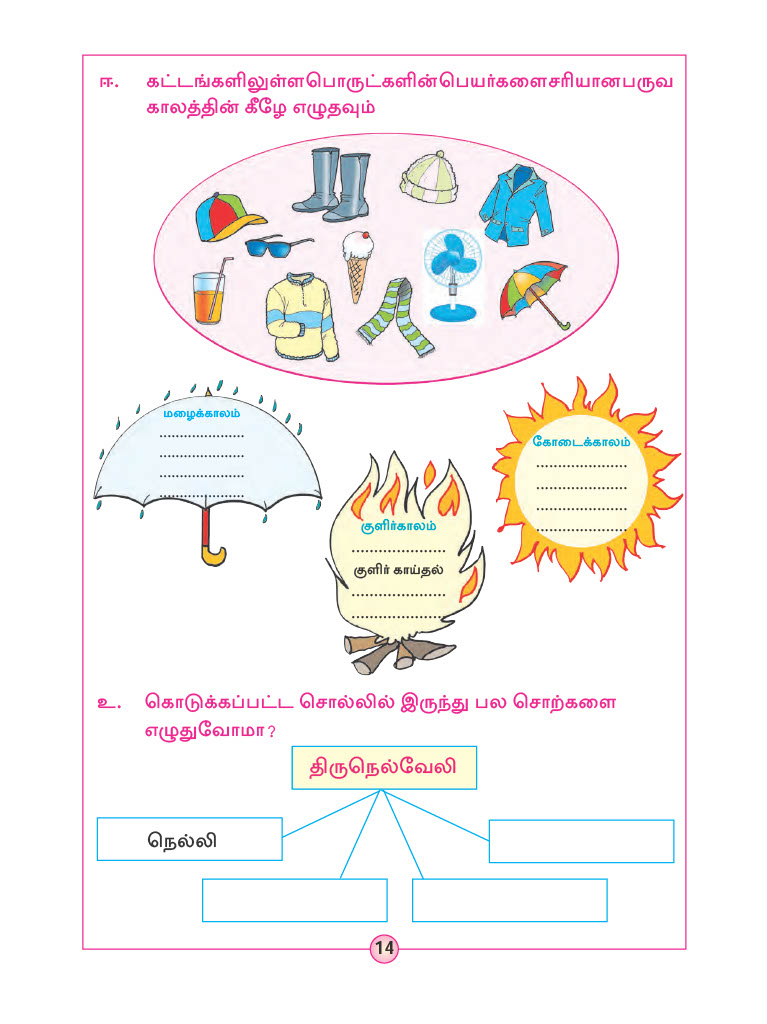 ஈ. கட்டங்களிலுள்ளபொருட்களின்பெயர்களைசரியானபருவ
காலத்தின் கீழே எழுதவும்
மழைக்காலம்
....................
....................
....................
....................
கோடைக்காலம்
......................
......................
......................
......................
குளிர்காலம்
......................
குளிர் காய்தல்
......................
......................
உ. கொடுக்கப்பட்ட சொல்லில் இருந்து பல சொற்களை
எழுதுவோமா?
திருநெல்வேலி
நெல்லி
14